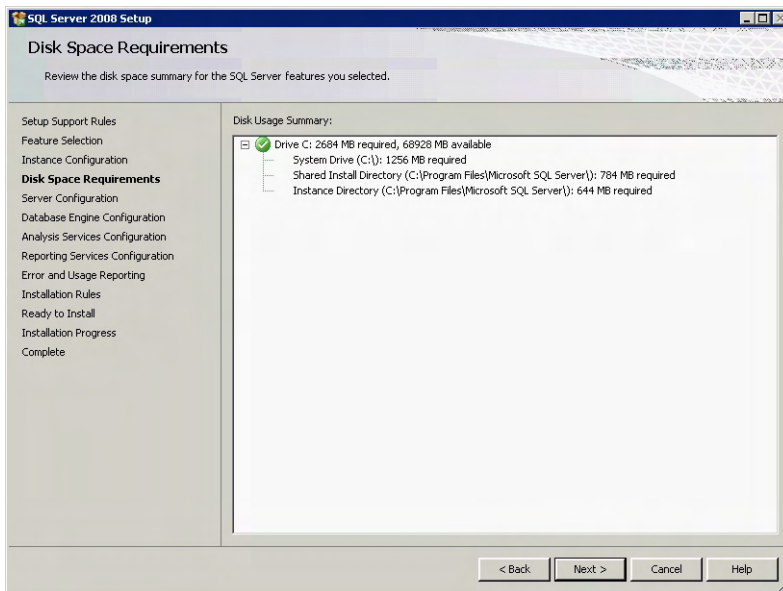 SQL Server 2008 Setup
Disk Space Requirements
Review the disk space summary for the SQL Server features you selected.
Setup Support Rules
Feature Selection
Instance Configuration
Disk Space Requirements
Server Configuration
Database Engine Configuration
Analysis Services Configuration
Reporting Services Configuration
Error and Usage Reporting
Installation Rules
Ready to Install
Installation Progress
Complete
Disk Usage Summary:
Drive C: 2684 MB required, 68928 MB available
System Drive (C:\): 1256 MB required
Shared Install Directory (C:\Program Files\Microsoft SQL Server\): 784 MB required
Instance Directory (C:\Program Files\Microsoft SQL Server\): 644 MB required
< Back
Next >
Cancel
Help